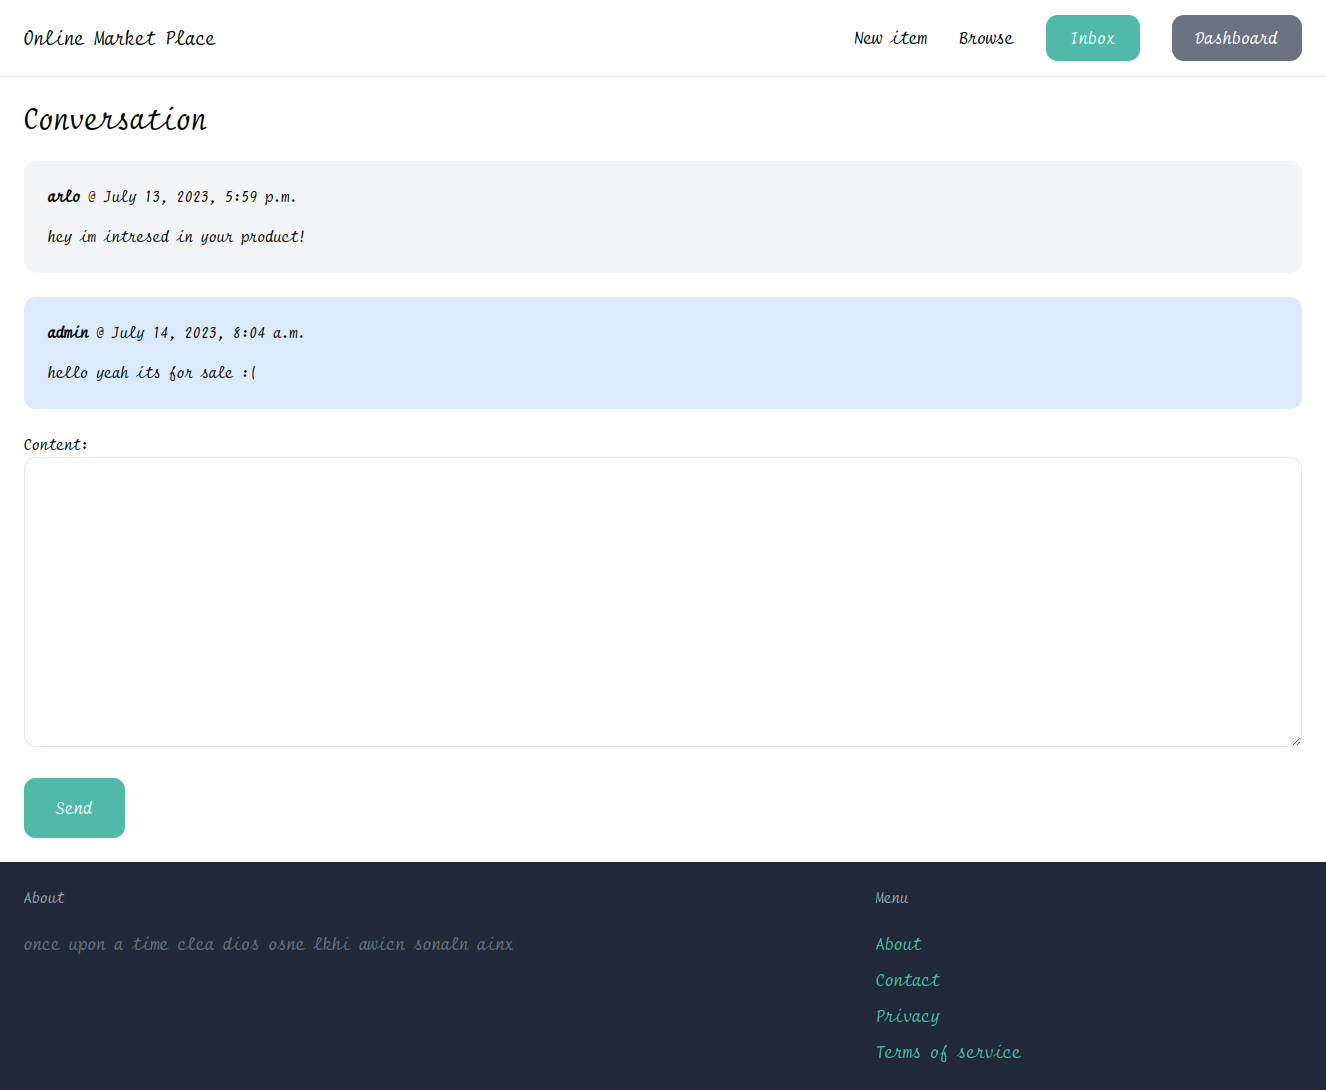 Online Market Place
New item Browse Inbox Dashboard
Conversation
arlo @ July 13, 2023, 5:59 p.m.
hey im intresed in your product!
admin @ July 14, 2023, 8:04 a.m.
hello yeah its for sale :(
Content:
Send
About
once upon a time clea dios osne lkhi awicn sonaln ainx
Menu
About
Contact
Privacy
Terms of service